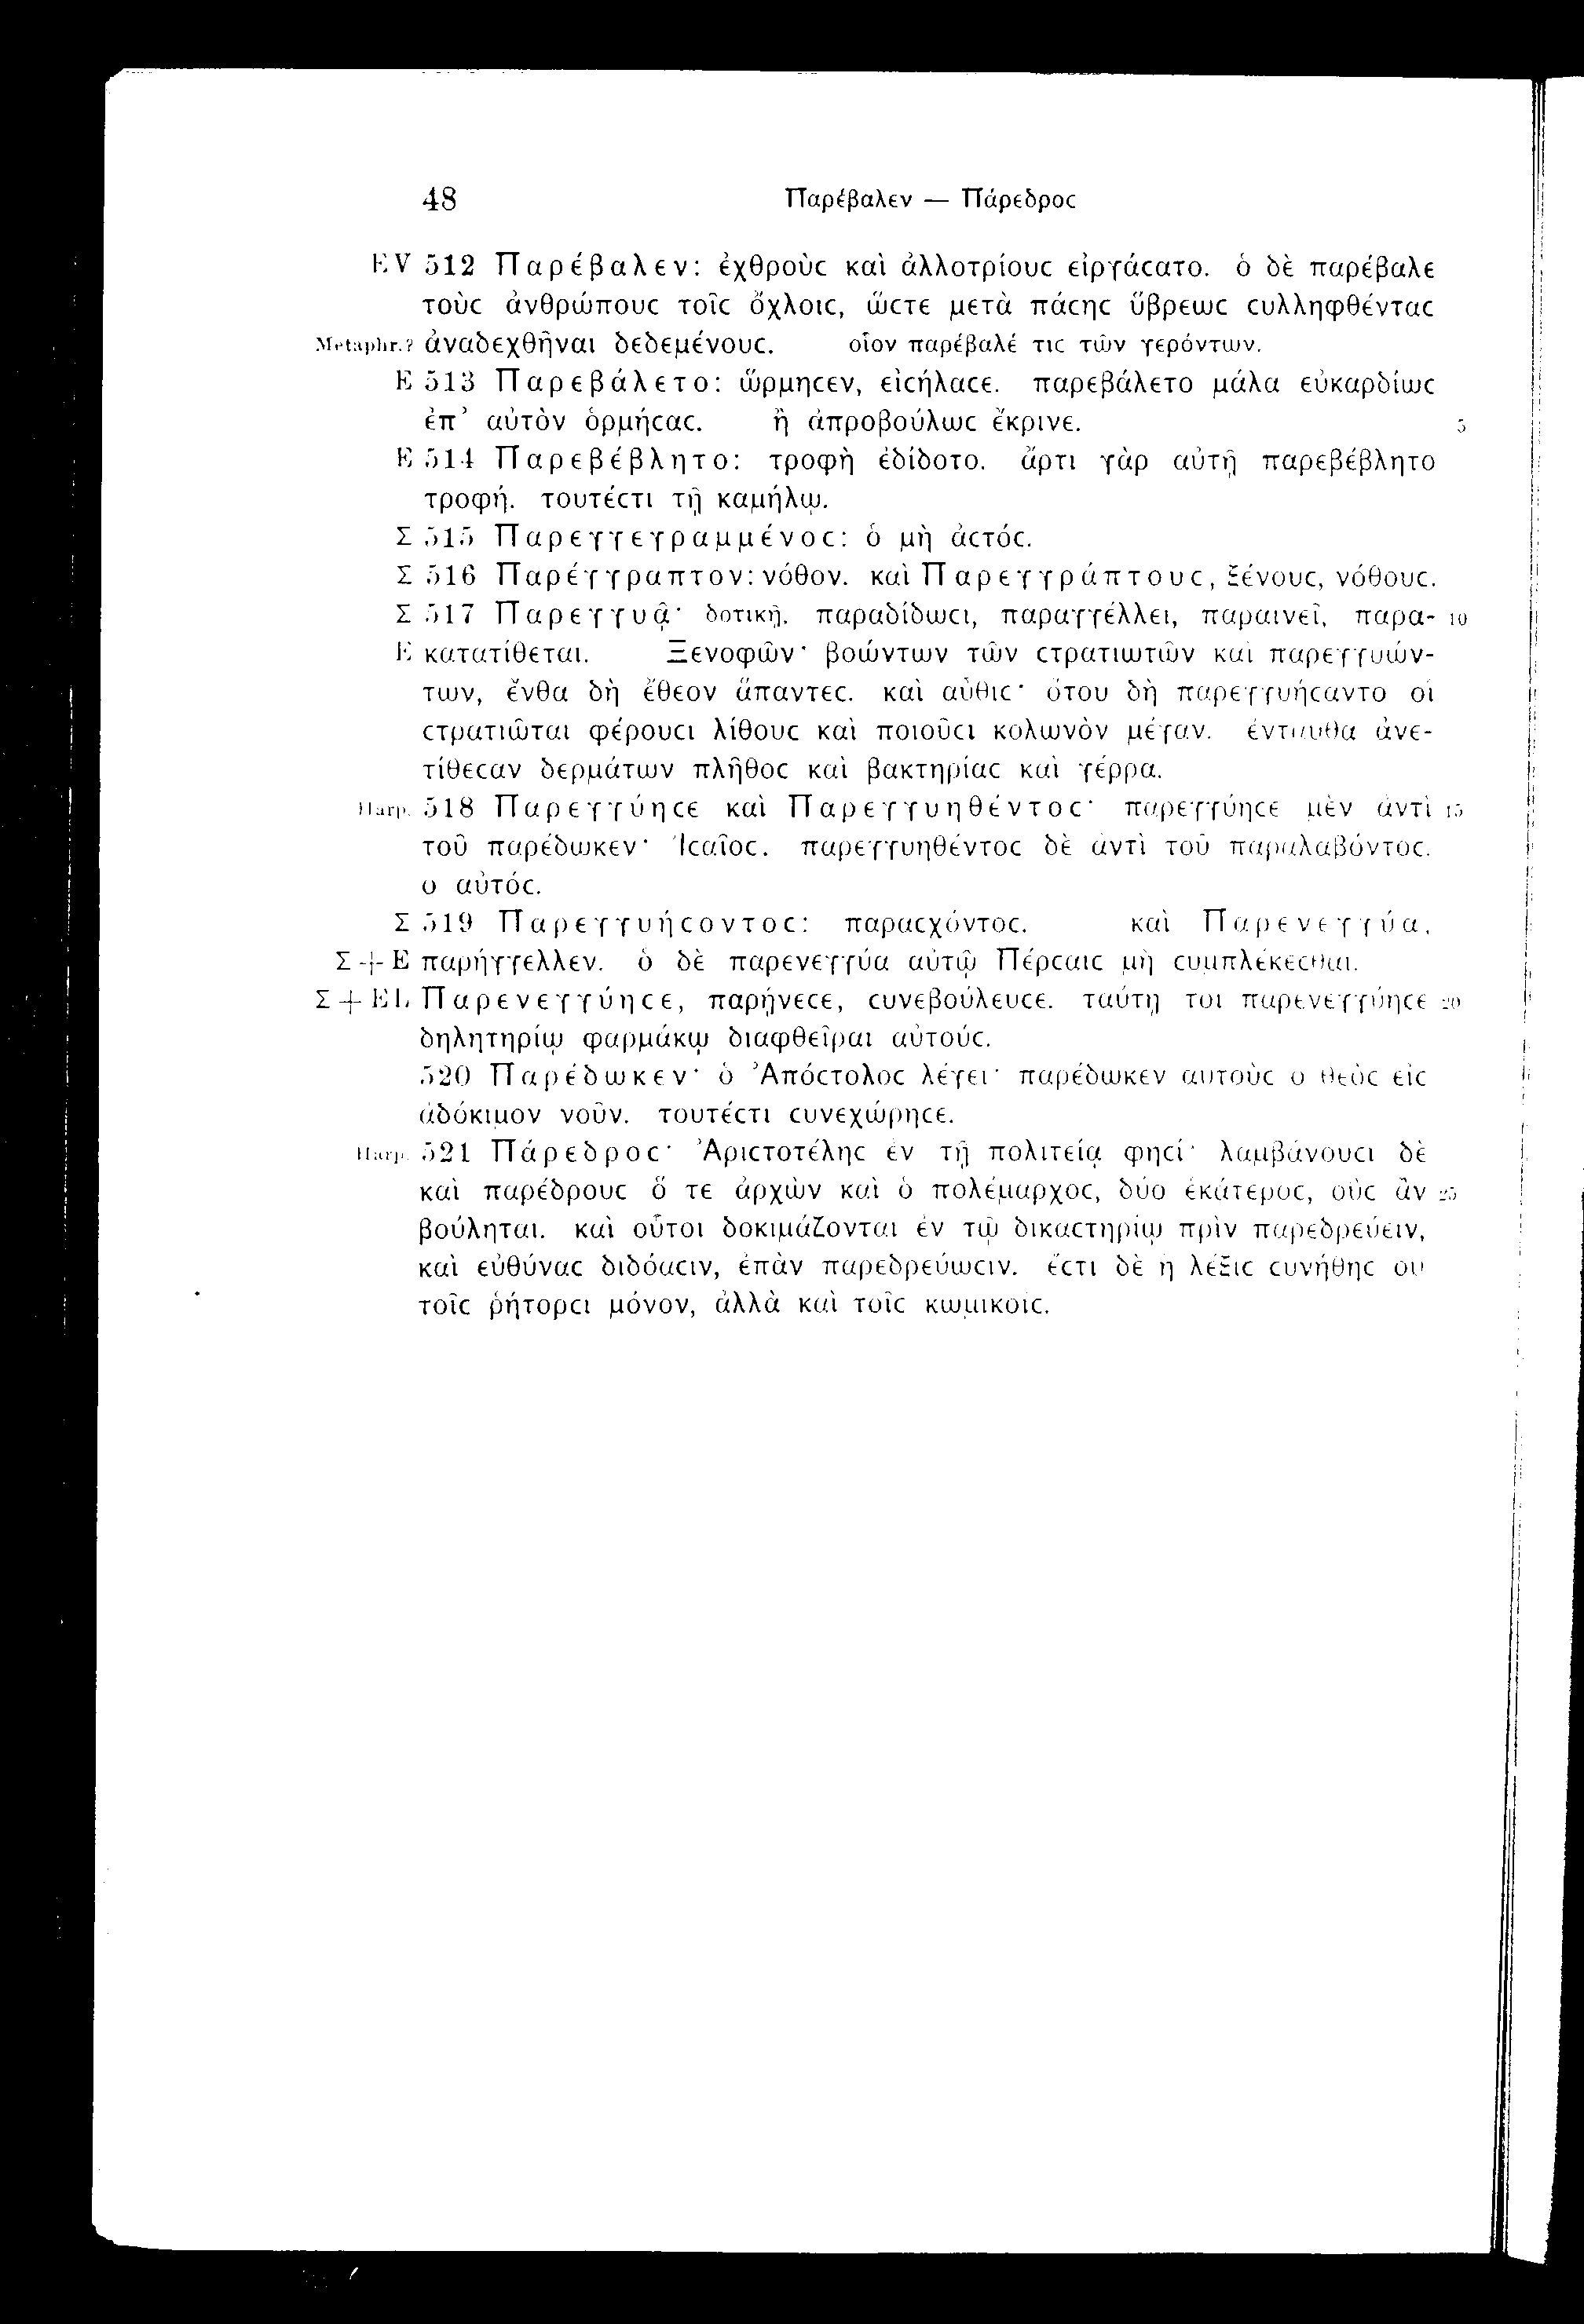 48 Παρέβαλεν — Πάρεδροϲ
EV 512 Παρέβαλεν: ἐχθροὺϲ καὶ ἀλλοτρίουϲ εἰργάϲατο. ὁ δὲ παρέβαλε
τοὺϲ ἀνθρώπουϲ τοῖϲ ὄχλοιϲ, ὥϲτε μετὰ πάϲηϲ ὕβρεωϲ ϲυλληφθένταϲ
Metaphr.? ἀναδεχθῆναι δεδεμένουϲ. οἷον παρέβαλέ τιϲ τῶν γερόντων.
E 513 Παρεβάλετο: ὥρμηϲεν, εἰϲήλαϲε. παρεβάλετο μάλα εὐκαρδίωϲ
ἐπ’ αὐτὸν ὁρμήϲαϲ. ἢ ἀπροβούλωϲ ἔκρινε. 5
E 514 Παρεβέβλητο: τροφὴ ἐδίδοτο. ἄρτι γὰρ αὐτῇ παρεβέβλητο
τροφή. τουτέϲτι τῇ καμήλῳ.
Σ 515 Παρεγγεγραμμένοϲ: ὁ μὴ ἀϲτόϲ.
Σ 516 Παρέγγραπτον: νόθον. καὶ Παρεγγράπτουϲ, ξένουϲ, νόθουϲ.
Σ 517 Παρεγγυᾷ· δοτικῇ. παραδίδωϲι, παραγγέλλει, παραινεῖ, παρα- 10
E κατατίθεται. Ξενοφῶν· βοώντων τῶν ϲτρατιωτῶν καὶ παρεγγυών-
των, ἔνθα δὴ ἔθεον ἅπαντεϲ. καὶ αὖθιϲ· ὅτου δὴ παρεγγυήϲαντο οἱ
ϲτρατιῶται φέρουϲι λίθουϲ καὶ ποιοῦϲι κολωνὸν μέγαν. ἐνταυθα ἀνε-
τίθεϲαν δερμάτων πλῆθοϲ καὶ βακτηρίαϲ καὶ γέρρα.
Harp. 518 Παρεγγύηϲε καὶ Παρεγγυηθέντοϲ· παρεγγύηϲε μὲν ἀντὶ 15
τοῦ παρέδωκεν· Ἰϲαῖοϲ. παρεγγυηθέντοϲ δὲ ἀντὶ τοῦ παραλαβόντοϲ.
ὁ αὐτόϲ.
Σ 519 Παρεγγυήϲοντοϲ: παραϲχόντοϲ. καὶ Παρενεγγύα,
Σ+E παρήγγελλεν. ὁ δὲ παρενεγγύα αὐτῷ Πέρϲαιϲ μὴ ϲυμπλέκεϲθαι.
Σ+EL Παρενεγγύηϲε, παρῄνεϲε, ϲυνεβούλευϲε. ταύτῃ τοι παρενεγγύηϲε 20
δηλητηρίῳ φαρμάκῳ διαφθεῖραι αὐτούϲ.
520 Παρέδωκεν· ὁ Ἀπόϲτολοϲ λέγει· παρέδωκεν αὐτοὺϲ ὁ θεὸϲ εἰϲ
ἀδόκιμον νοῦν. τουτέϲτι ϲυνεχώρηϲε.
Harp. 521 Πάρεδροϲ· Ἀριϲτοτέληϲ ἐν τῇ πολιτείᾳ φηϲί· λαμβάνουϲι δὲ
καὶ παρέδρουϲ ὅ τε ἀρχὼν καὶ ὁ πολέμαρχοϲ, δύο ἑκάτεροϲ, οὓϲ ἂν 25
βούληται. καὶ οὗτοι δοκιμάζονται ἐν τῷ δικαϲτηρίῳ πρὶν παρεδρεύειν,
καὶ εὐθύναϲ διδόαϲιν, ἐπὰν παρεδρεύωϲιν. ἔϲτι δὲ ἡ λέξιϲ ϲυνήθηϲ οὐ
τοῖϲ ῥήτορϲι μόνον, ἀλλὰ καὶ τοῖϲ κωμικοῖϲ.